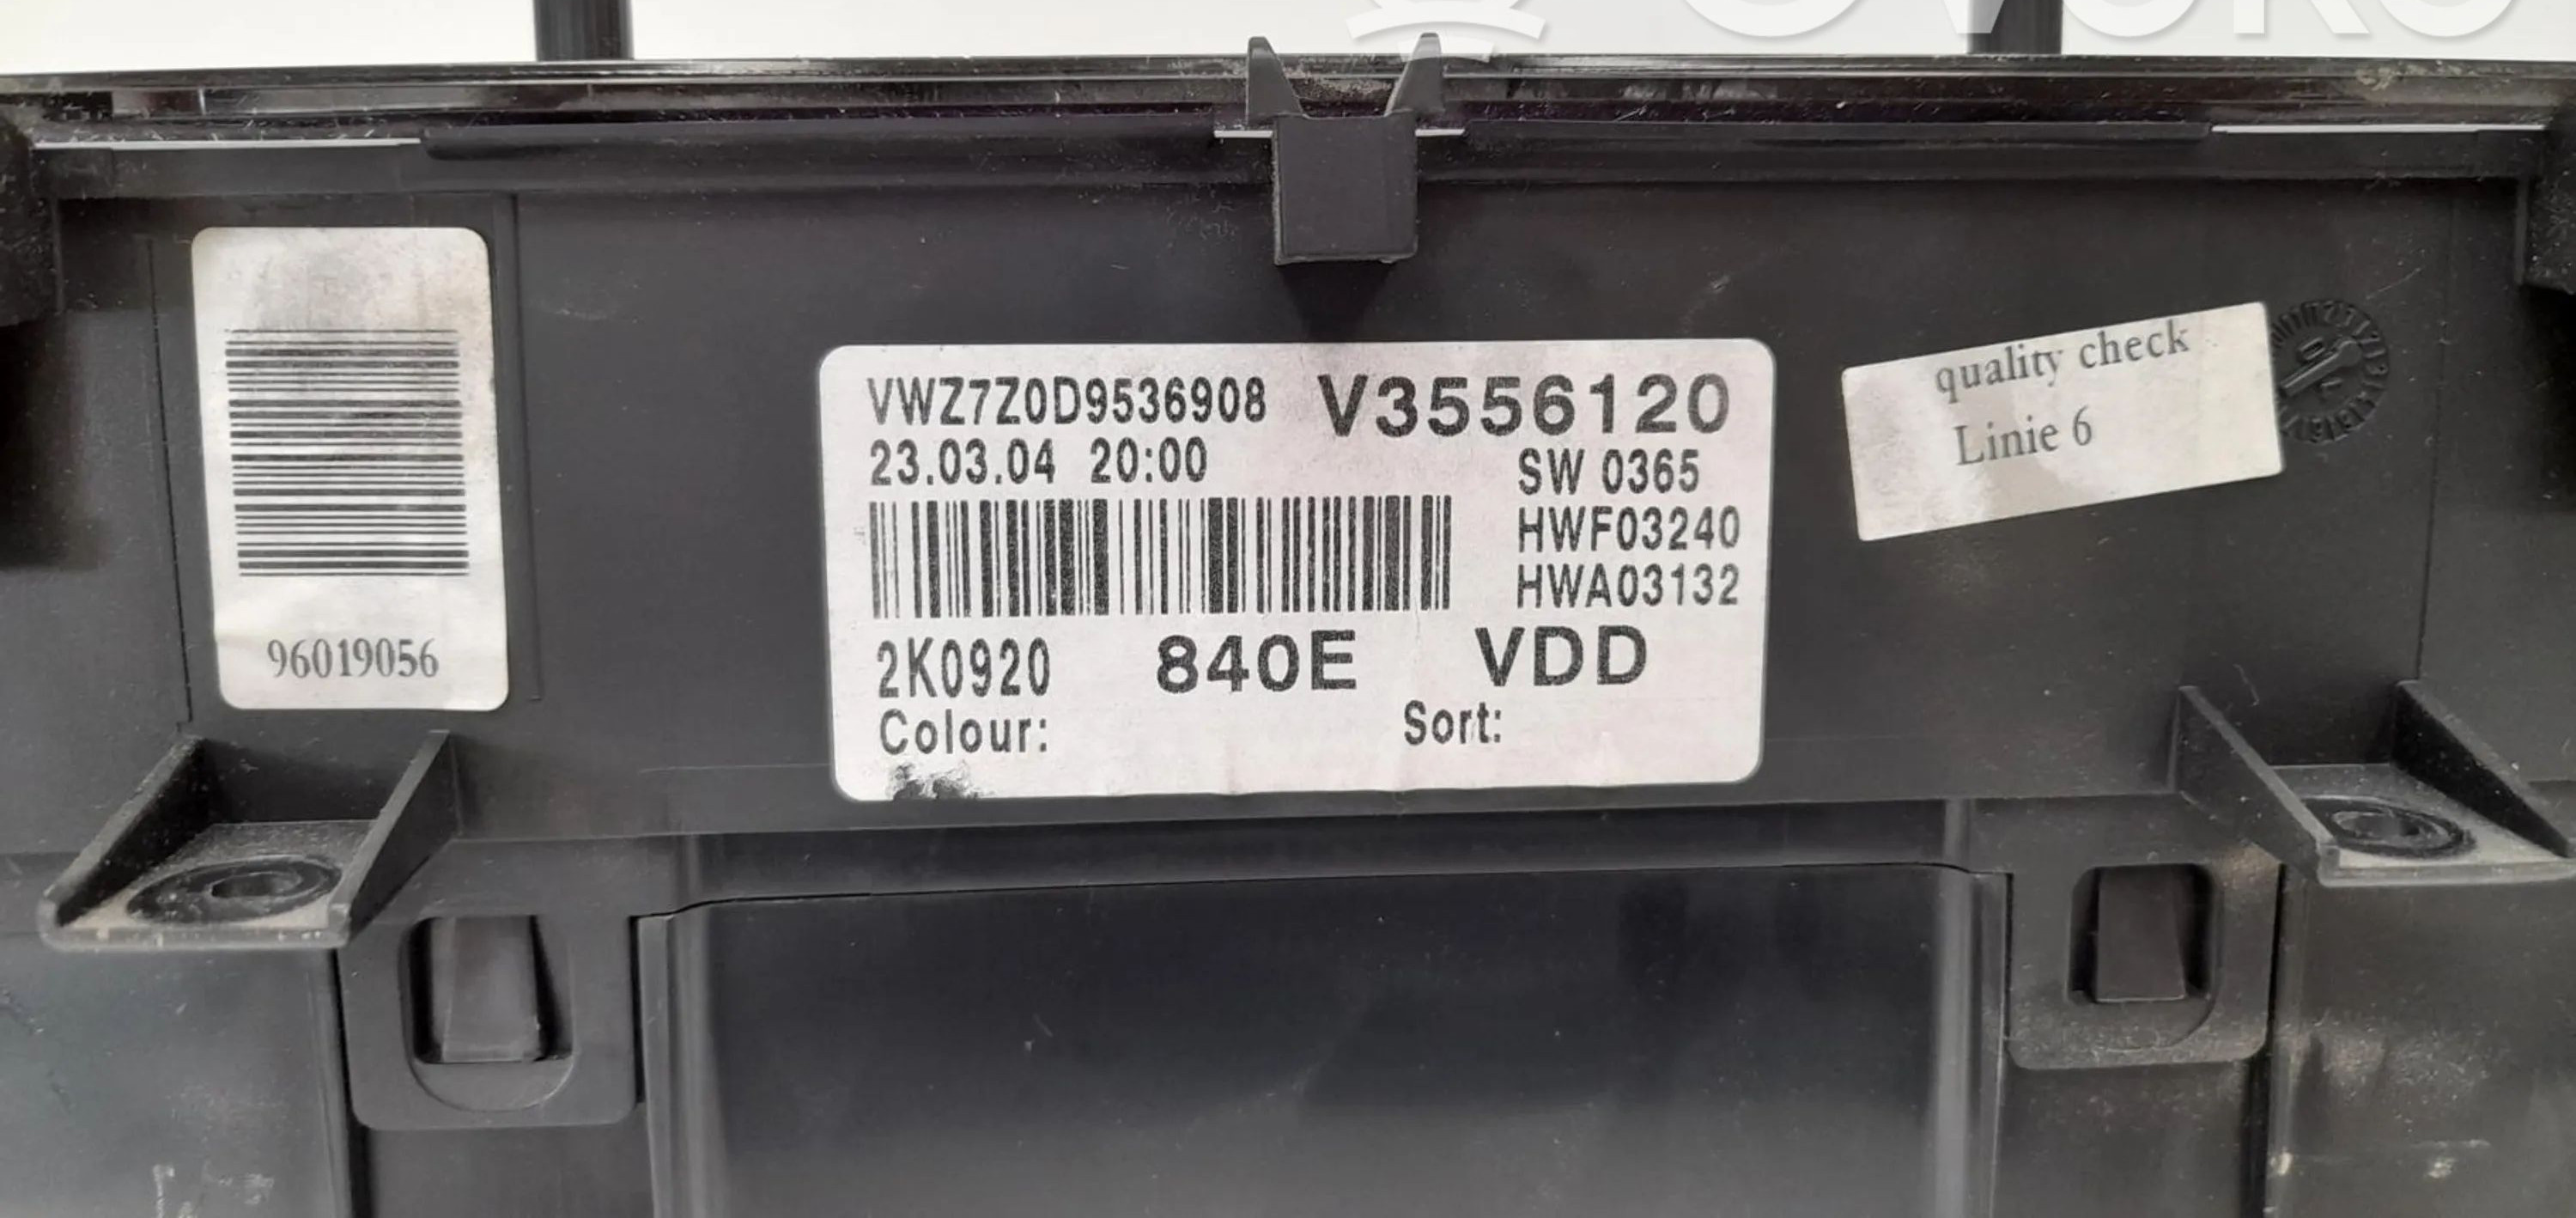 96019056
VWZ7Z0D9536908 V3556120
23.03.04 20:00
SW 0365
HWF03240
HWA03132
2K0920 840E VDD
Colour: Sort:
quality check
Linie 6